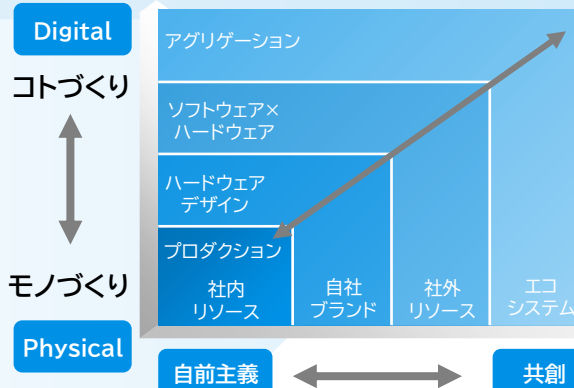 Digital
コトづくり
モノづくり
Physical
アグリゲーション
ソフトウェア×
ハードウェア
ハードウェア
デザイン
プロダクション
社内
リソース
自社
ブランド
社外
リソース
エコ
システム
自前主義
共創